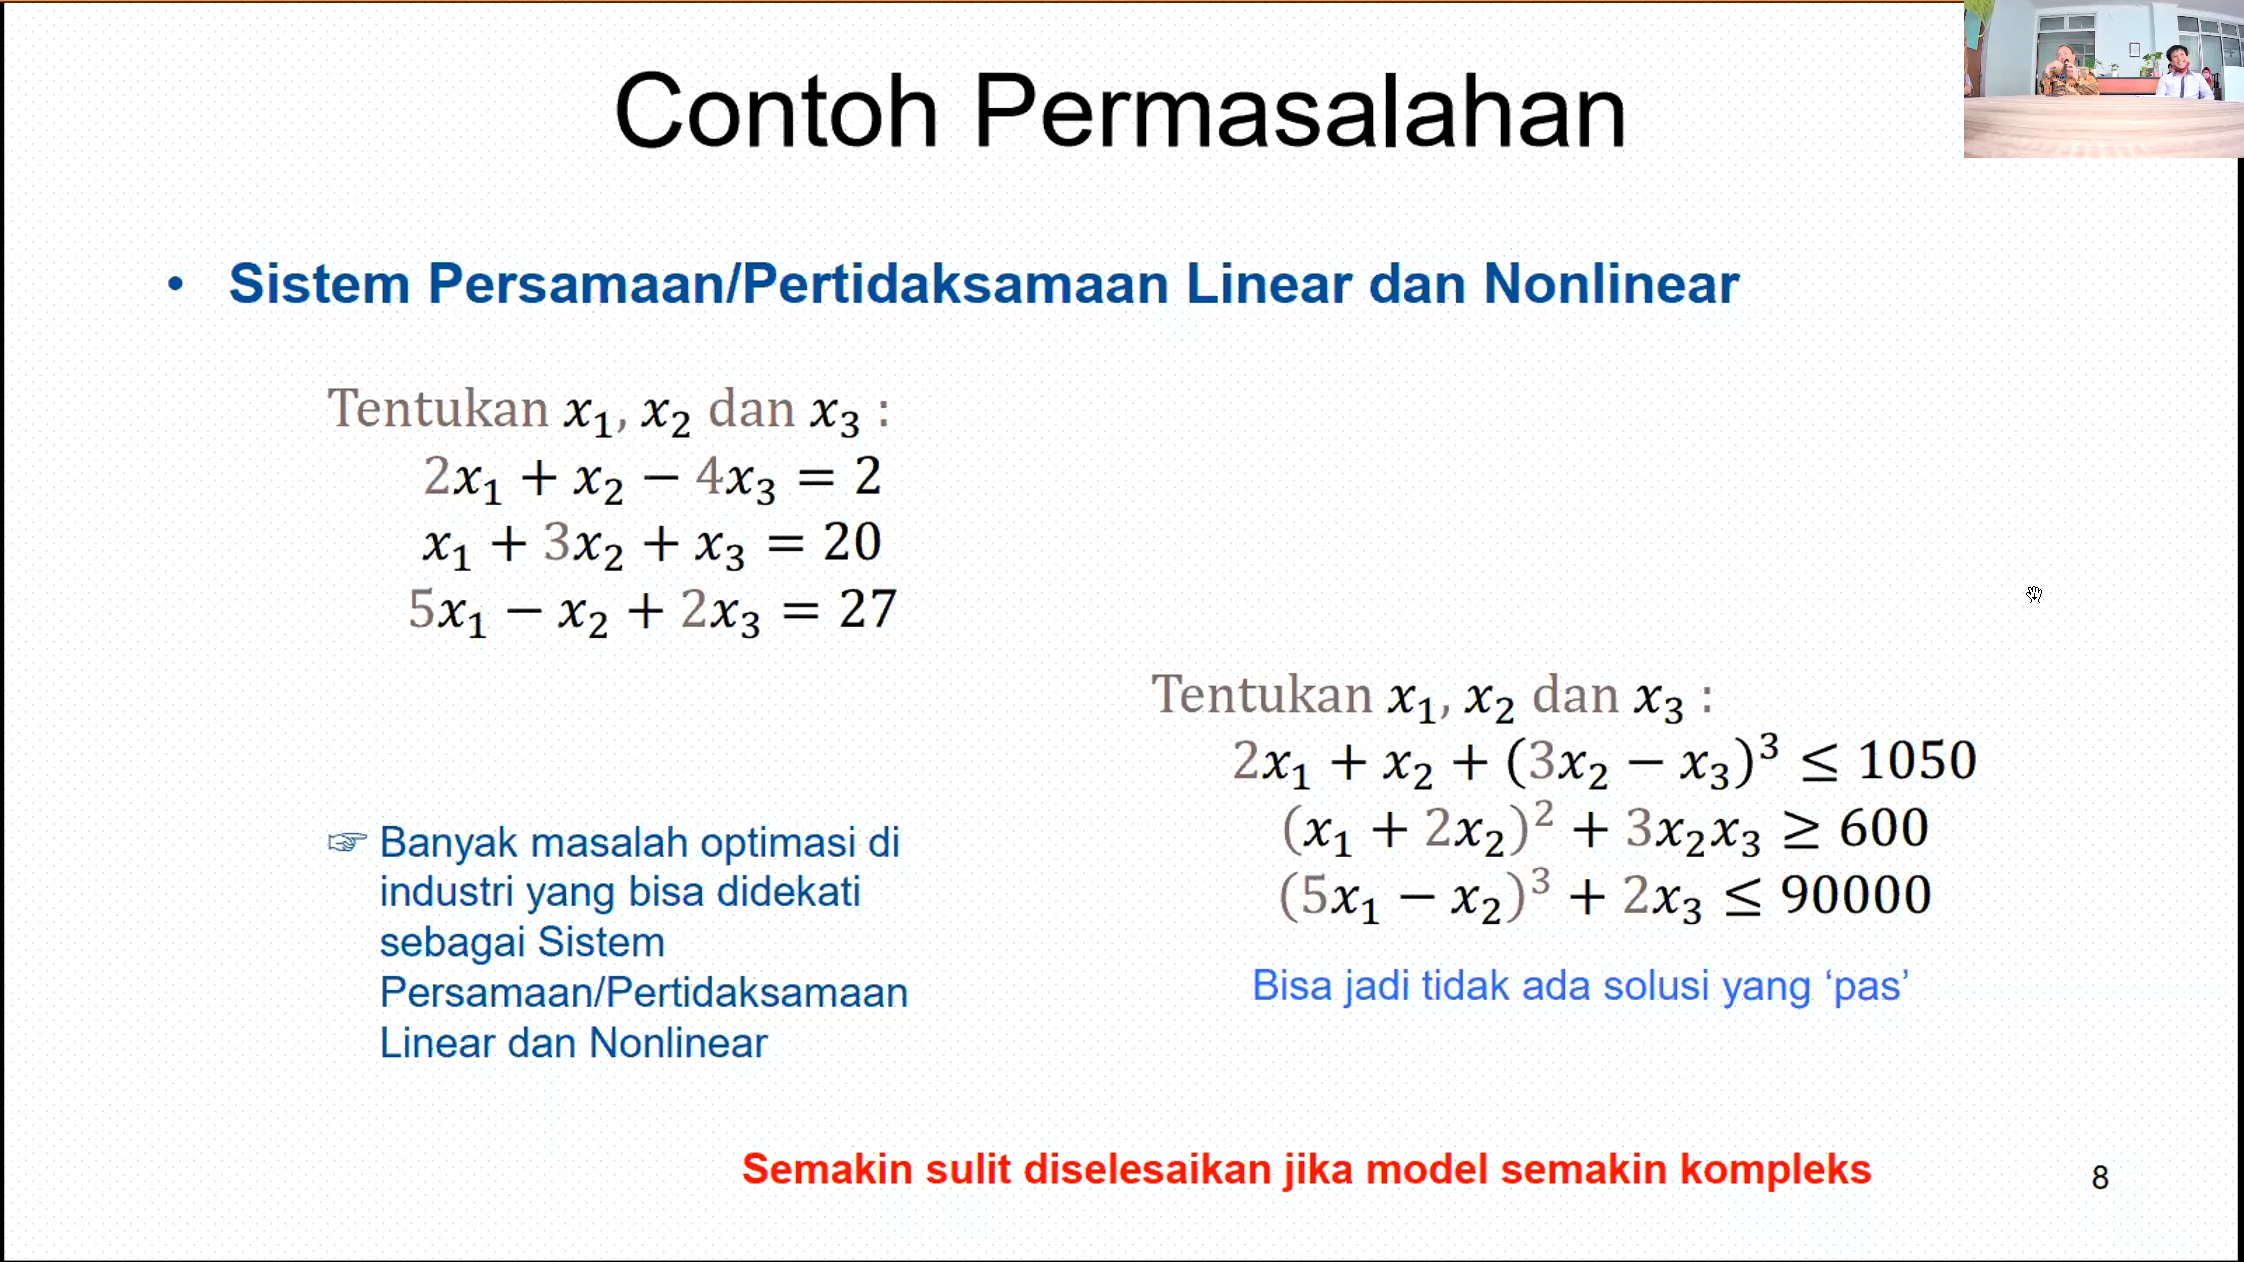 Contoh Permasalahan
• Sistem Persamaan/Pertidaksamaan Linear dan Nonlinear
Tentukan x₁, x₂ dan x₃ :
2x₁ + x₂ − 4x₃ = 2
x₁ + 3x₂ + x₃ = 20
5x₁ − x₂ + 2x₃ = 27
Tentukan x₁, x₂ dan x₃ :
2x₁ + x₂ + (3x₂ − x₃)³ ≤ 1050
(x₁ + 2x₂)² + 3x₂x₃ ≥ 600
(5x₁ − x₂)³ + 2x₃ ≤ 90000
Bisa jadi tidak ada solusi yang ‘pas’
☞ Banyak masalah optimasi di
industri yang bisa didekati
sebagai Sistem
Persamaan/Pertidaksamaan
Linear dan Nonlinear
Semakin sulit diselesaikan jika model semakin kompleks
8